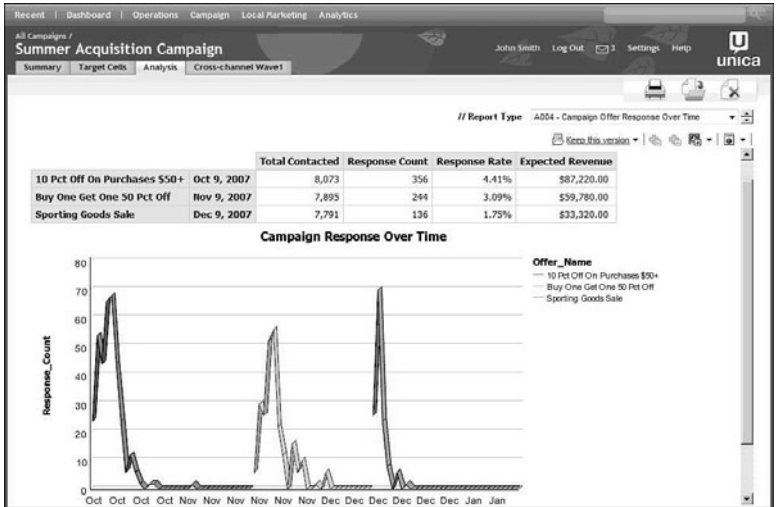 Recent | Dashboard | Operations Campaign Local Marketing Analytics
All Campaigns /
Summer Acquisition Campaign
John Smith Log Out 3 Settings Help
unica
Summary Target Cells Analysis Cross-channel Wave1
// Report Type A004 - Campaign Offer Response Over Time
Keep this version
Total Contacted Response Count Response Rate Expected Revenue
10 Pct Off On Purchases $50+ Oct 9, 2007 8,073 356 4.41% $87,220.00
Buy One Get One 50 Pct Off Nov 9, 2007 7,895 244 3.09% $59,780.00
Sporting Goods Sale Dec 9, 2007 7,791 136 1.75% $33,320.00
Campaign Response Over Time
Response_Count
80
70
60
50
40
30
20
10
0
Oct Oct Oct Oct Nov Nov Nov Nov Nov Nov Dec Dec Dec Dec Dec Dec Jan Jan
Offer_Name
10 Pct Off On Purchases $50+
Buy One Get One 50 Pct Off
Sporting Goods Sale